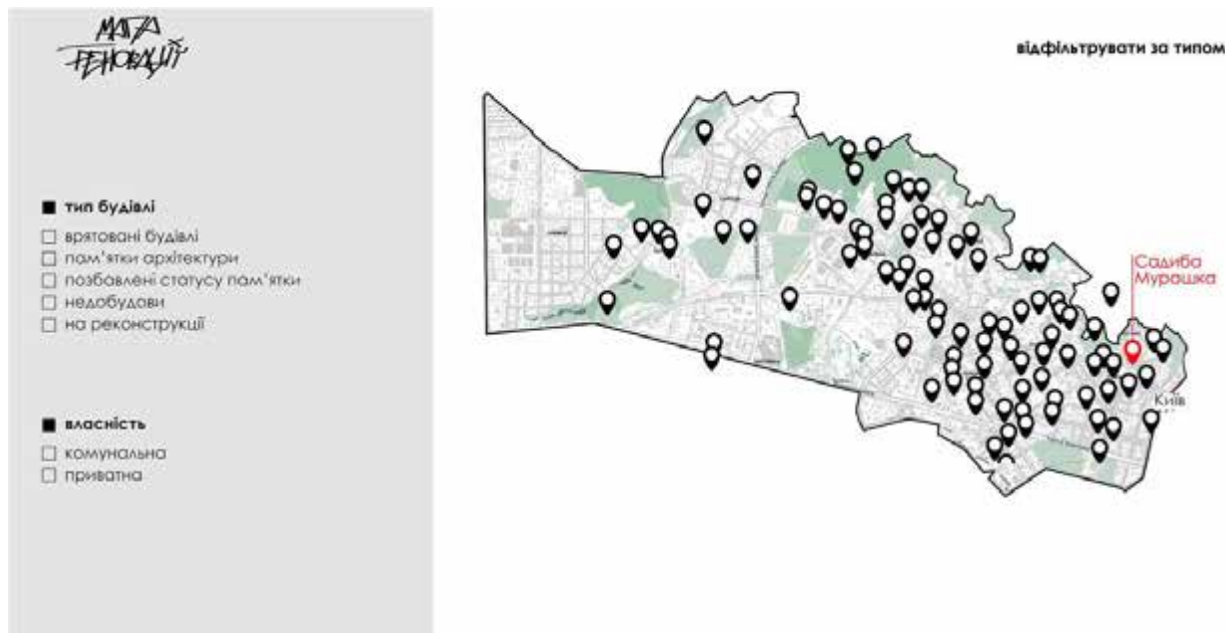 МАПА
РЕНОВАЦІЇ
відфільтрувати за типом
тип будівлі
врятовані будівлі
пам'ятки архітектури
позбавлені статусу пам'ятки
недобудови
на реконструкції
власність
комунальна
приватна
Садиба
Мурашка
Київ